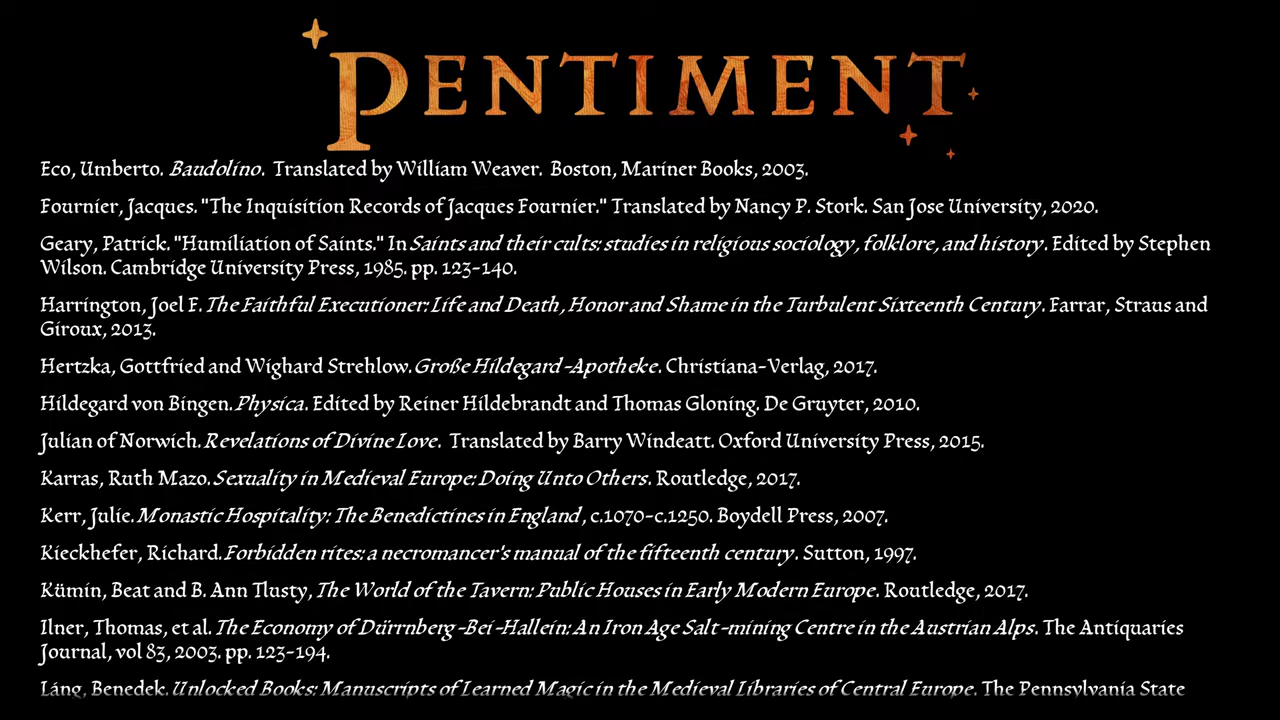 PENTIMENT
Eco, Umberto. Baudolino. Translated by William Weaver. Boston, Mariner Books, 2003.
Fournier, Jacques. "The Inquisition Records of Jacques Fournier." Translated by Nancy P. Stork. San Jose University, 2020.
Geary, Patrick. "Humiliation of Saints." In Saints and their cults: studies in religious sociology, folklore, and history. Edited by Stephen
Wilson. Cambridge University Press, 1985. pp. 123-140.
Harrington, Joel F. The Faithful Executioner: Life and Death, Honor and Shame in the Turbulent Sixteenth Century. Farrar, Straus and
Giroux, 2013.
Hertzka, Gottfried and Wighard Strehlow. Große Hildegard-Apotheke. Christiana-Verlag, 2017.
Hildegard von Bingen. Physica. Edited by Reiner Hildebrandt and Thomas Gloning. De Gruyter, 2010.
Julian of Norwich. Revelations of Divine Love. Translated by Barry Windeatt. Oxford University Press, 2015.
Karras, Ruth Mazo. Sexuality in Medieval Europe: Doing Unto Others. Routledge, 2017.
Kerr, Julie. Monastic Hospitality: The Benedictines in England, c.1070-c.1250. Boydell Press, 2007.
Kieckhefer, Richard. Forbidden rites: a necromancer's manual of the fifteenth century. Sutton, 1997.
Kümin, Beat and B. Ann Tlusty, The World of the Tavern: Public Houses in Early Modern Europe. Routledge, 2017.
Ilner, Thomas, et al. The Economy of Dürrnberg-Bei-Hallein: An Iron Age Salt-mining Centre in the Austrian Alps. The Antiquaries
Journal, vol 83, 2003. pp. 123-194.
Láng, Benedek. Unlocked Books: Manuscripts of Learned Magic in the Medieval Libraries of Central Europe. The Pennsylvania State